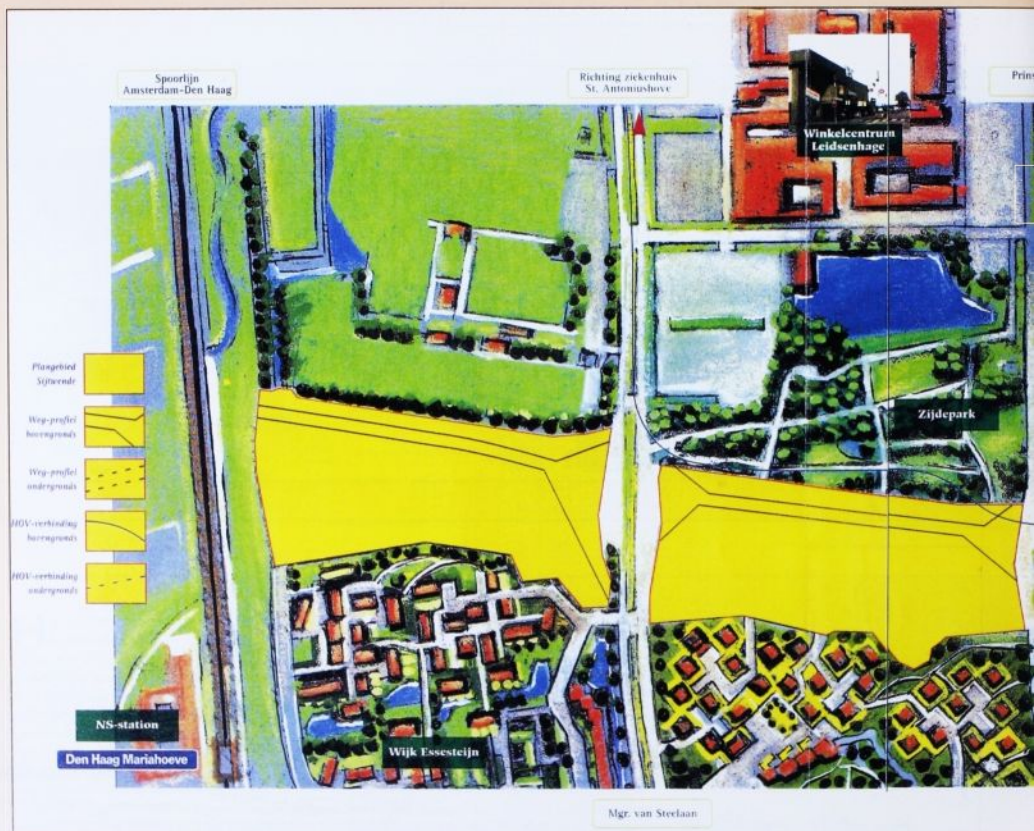 Spoorlijn
Amsterdam-Den Haag
Richting ziekenhuis
St. Antoniushove
Prins
Winkelcentrum
Leidsenhage
Plangebied
Sijtwende
Weg-profiel
bovengronds
Zijdepark
Weg-profiel
ondergronds
HOV-verbinding
bovengronds
HOV-verbinding
ondergronds
NS-station
Den Haag Mariahoeve
Wijk Essesteijn
Mgr. van Steelaan